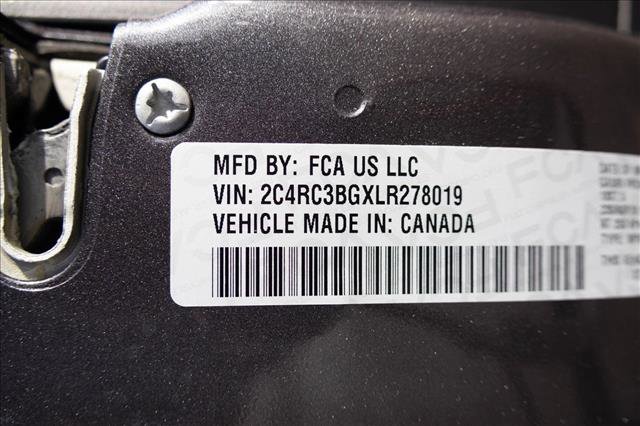 MFD BY: FCA US LLC
VIN: 2C4RC3BGXLR278019
VEHICLE MADE IN: CANADA